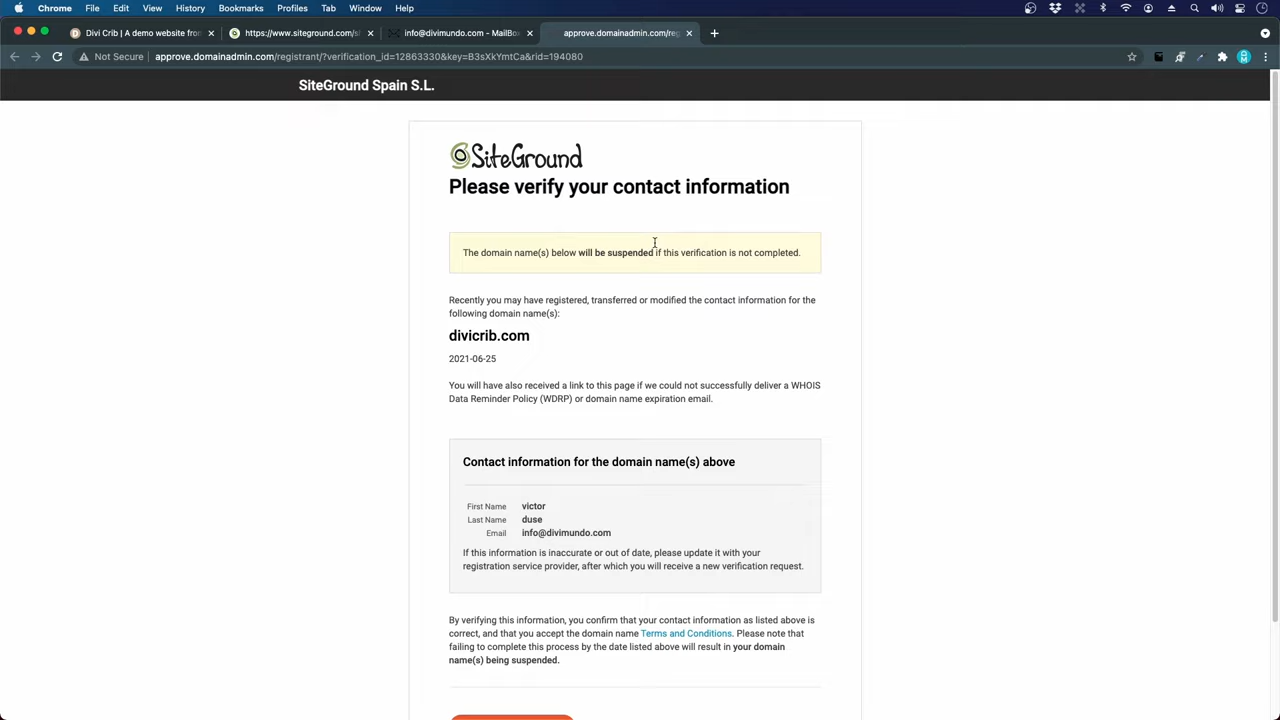 Chrome File Edit View History Bookmarks Profiles Tab Window Help
Divi Crib | A demo website from
https://www.siteground.com/sl
info@divimundo.com - MailBox
approve.domainadmin.com/reg
Not Secure approve.domainadmin.com/registrant/?verification_id=12863330&key=B3sXkYmtCa&rid=194080
SiteGround Spain S.L.
SiteGround
Please verify your contact information
The domain name(s) below will be suspended if this verification is not completed.
Recently you may have registered, transferred or modified the contact information for the
following domain name(s):
divicrib.com
2021-06-25
You will have also received a link to this page if we could not successfully deliver a WHOIS
Data Reminder Policy (WDRP) or domain name expiration email.
Contact information for the domain name(s) above
First Name victor
Last Name duse
Email info@divimundo.com
If this information is inaccurate or out of date, please update it with your
registration service provider, after which you will receive a new verification request.
By verifying this information, you confirm that your contact information as listed above is
correct, and that you accept the domain name Terms and Conditions. Please note that
failing to complete this process by the date listed above will result in your domain
name(s) being suspended.